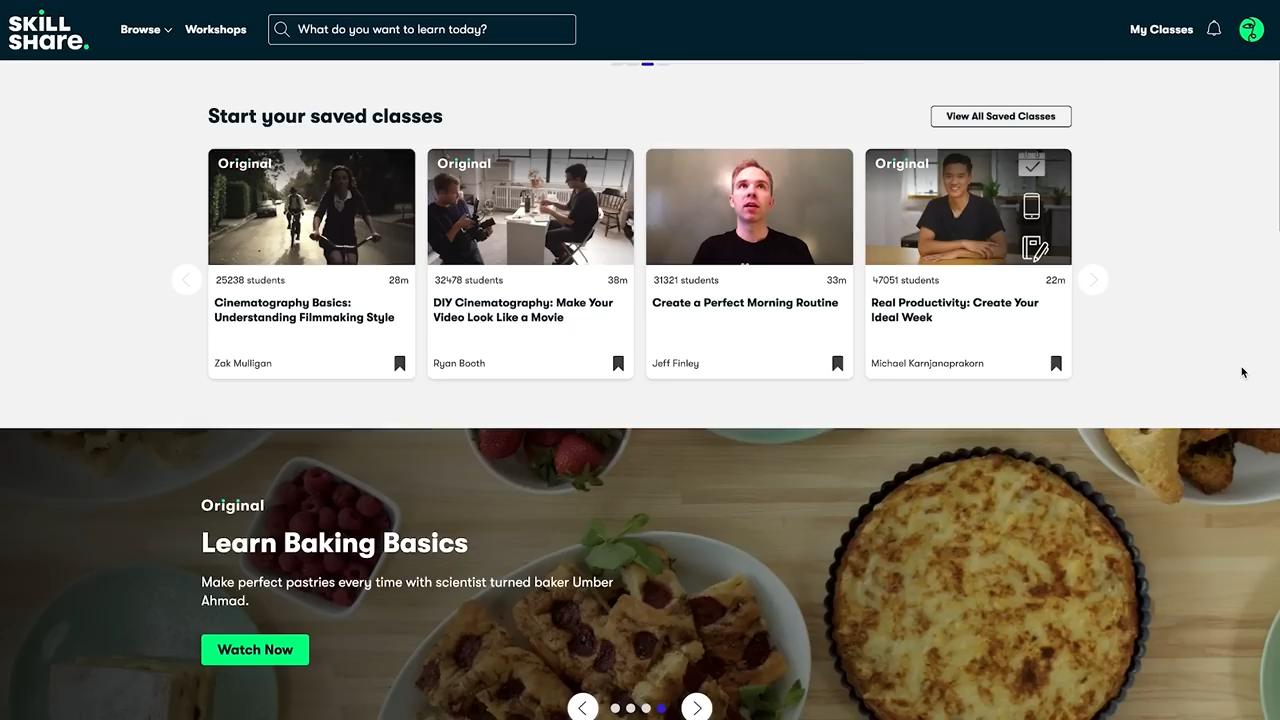 SKILL
SHARE.
Browse
Workshops
What do you want to learn today?
My Classes
Start your saved classes
View All Saved Classes
Original
25238 students
28m
Cinematography Basics:
Understanding Filmmaking Style
Zak Mulligan
Original
32478 students
38m
DIY Cinematography: Make Your
Video Look Like a Movie
Ryan Booth
31321 students
33m
Create a Perfect Morning Routine
Jeff Finley
Original
47051 students
22m
Real Productivity: Create Your
Ideal Week
Michael Karnjanaprakorn
Original
Learn Baking Basics
Make perfect pastries every time with scientist turned baker Umber
Ahmad.
Watch Now